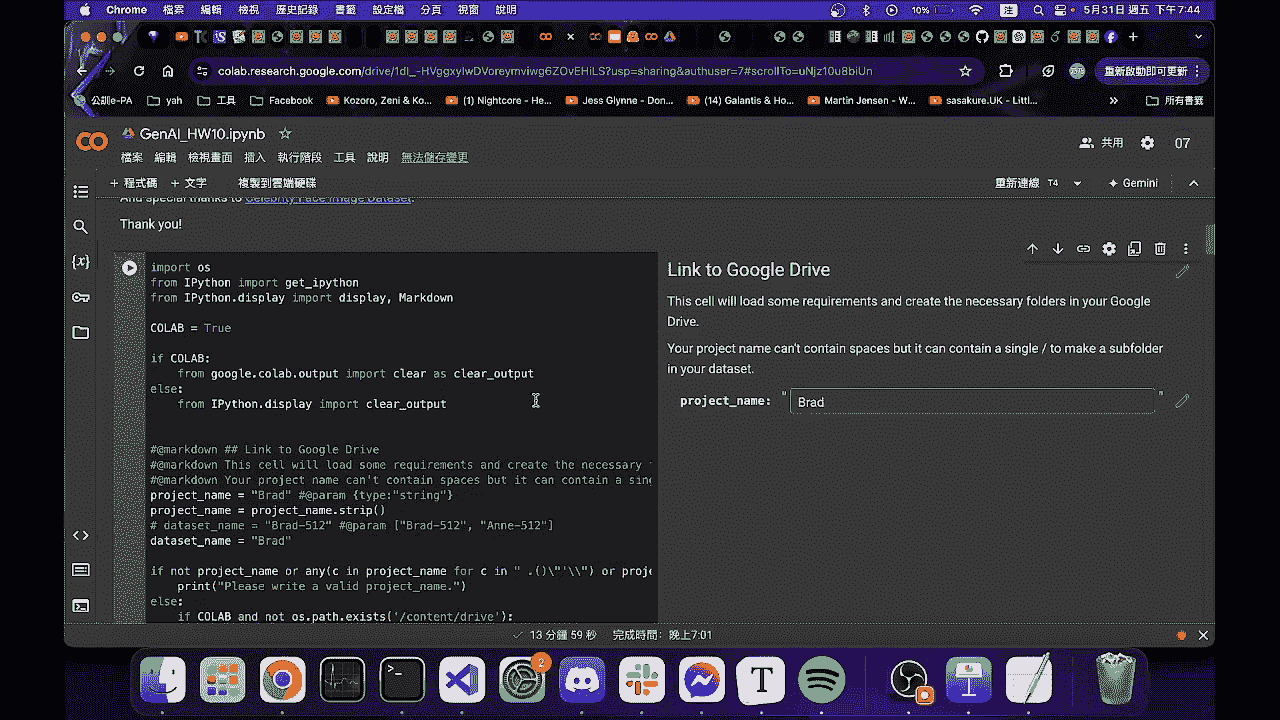 Chrome 檔案 編輯 檢視 歷史記錄 書籤 設定檔 分頁 視窗 說明 10% 注 5月31日 週五 下午7:44
colab.research.google.com/drive/1dI_-HVggxyIwDVoreymviwg6ZOvEHiLS?usp=sharing&authuser=7#scrollTo=uNjz10u8biUn 重新啟動即可更新
公訓e-PA yah 工具 Facebook Kozoro, Zeni & Ko... (1) Nightcore - He... Jess Glynne - Don... (14) Galantis & Ho... Martin Jensen - W... sasakure.UK - Littl... » 所有書籤
GenAI_HW10.ipynb
檔案 編輯 檢視畫面 插入 執行階段 工具 說明 無法儲存變更 共用 07
+ 程式碼 + 文字 複製到雲端硬碟 重新連線 T4 Gemini
And special thanks to Celebrity Face Image Dataset.
Thank you!
import os
from IPython import get_ipython
from IPython.display import display, Markdown
COLAB = True
if COLAB:
from google.colab.output import clear as clear_output
else:
from IPython.display import clear_output
#@markdown ## Link to Google Drive
#@markdown This cell will load some requirements and create the necessary
#@markdown Your project name can't contain spaces but it can contain a sing
project_name = "Brad" #@param {type:"string"}
project_name = project_name.strip()
# dataset_name = "Brad-512" #@param ["Brad-512", "Anne-512"]
dataset_name = "Brad"
if not project_name or any(c in project_name for c in " .()\"'\\") or proje
print("Please write a valid project_name.")
else:
if COLAB and not os.path.exists('/content/drive'):
Link to Google Drive
This cell will load some requirements and create the necessary folders in your Google
Drive.
Your project name can't contain spaces but it can contain a single / to make a subfolder
in your dataset.
project_name: " Brad "
13 分鐘 59 秒 完成時間: 晚上7:01
2